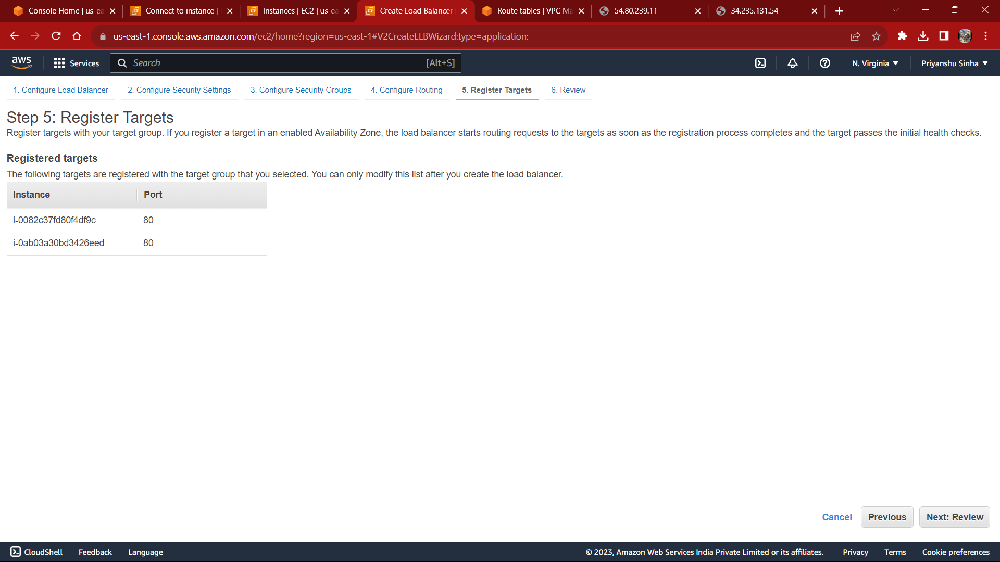 Console Home | us-ea
Connect to instance |
Instances | EC2 | us-ea
Create Load Balancer
Route tables | VPC Ma
54.80.239.11
34.235.131.54
us-east-1.console.aws.amazon.com/ec2/home?region=us-east-1#V2CreateELBWizard:type=application:
aws
Services
Search
[Alt+S]
N. Virginia
Priyanshu Sinha
1. Configure Load Balancer
2. Configure Security Settings
3. Configure Security Groups
4. Configure Routing
5. Register Targets
6. Review
Step 5: Register Targets
Register targets with your target group. If you register a target in an enabled Availability Zone, the load balancer starts routing requests to the targets as soon as the registration process completes and the target passes the initial health checks.
Registered targets
The following targets are registered with the target group that you selected. You can only modify this list after you create the load balancer.
Instance Port
i-0082c37fd80f4df9c 80
i-0ab03a30bd3426eed 80
Cancel
Previous
Next: Review
CloudShell
Feedback
Language
© 2023, Amazon Web Services India Private Limited or its affiliates.
Privacy
Terms
Cookie preferences